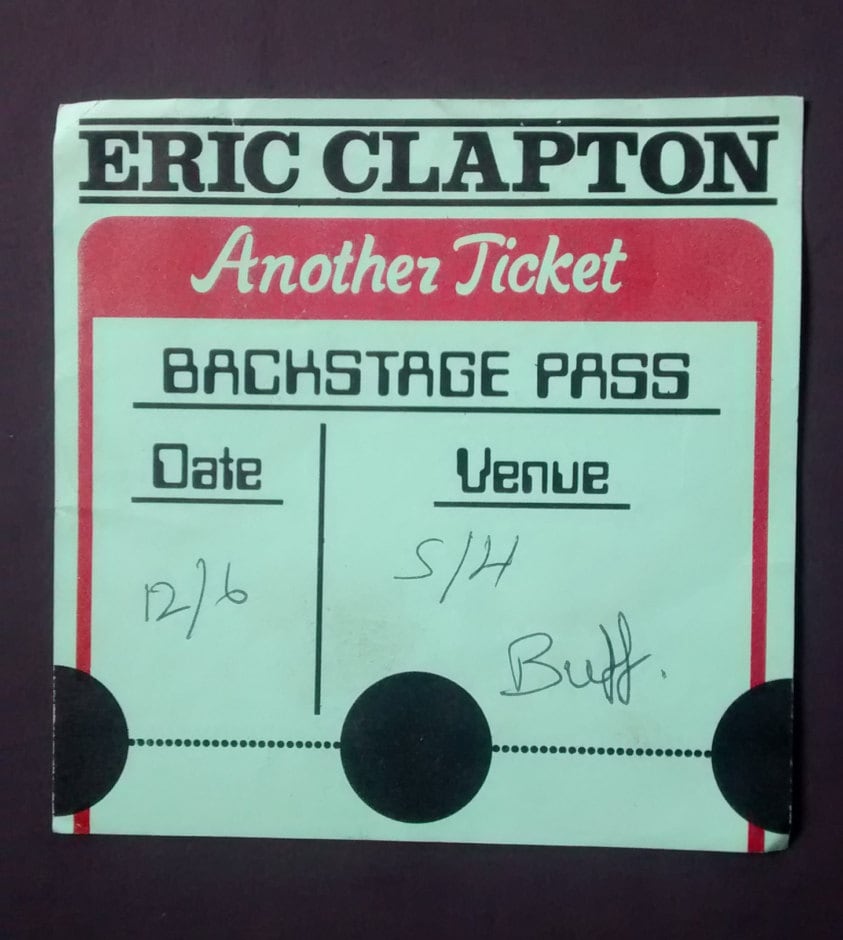 ERIC CLAPTON
Another Ticket
BACKSTAGE PASS
Date
Venue
12/6
S/H
Buff.